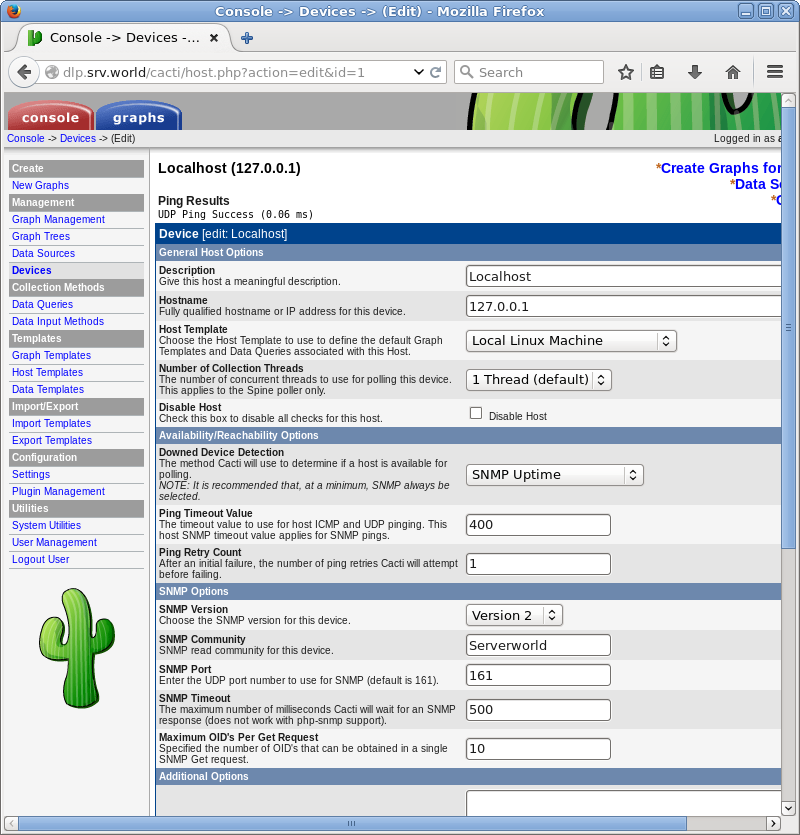 Console -> Devices -> (Edit) - Mozilla Firefox
Console -> Devices -...
dlp.srv.world/cacti/host.php?action=edit&id=1
Search
console
graphs
Console -> Devices -> (Edit)
Logged in as
Create
New Graphs
Management
Graph Management
Graph Trees
Data Sources
Devices
Collection Methods
Data Queries
Data Input Methods
Templates
Graph Templates
Host Templates
Data Templates
Import/Export
Import Templates
Export Templates
Configuration
Settings
Plugin Management
Utilities
System Utilities
User Management
Logout User
Localhost (127.0.0.1)
*Create Graphs for
*Data
Ping Results
UDP Ping Success (0.06 ms)
Device [edit: Localhost]
General Host Options
Description
Give this host a meaningful description.
Localhost
Hostname
Fully qualified hostname or IP address for this device.
127.0.0.1
Host Template
Choose the Host Template to use to define the default Graph
Templates and Data Queries associated with this Host.
Local Linux Machine
Number of Collection Threads
The number of concurrent threads to use for polling this device.
This applies to the Spine poller only.
1 Thread (default)
Disable Host
Check this box to disable all checks for this host.
Disable Host
Availability/Reachability Options
Downed Device Detection
The method Cacti will use to determine if a host is available for
polling.
NOTE: It is recommended that, at a minimum, SNMP always be
selected.
SNMP Uptime
Ping Timeout Value
The timeout value to use for host ICMP and UDP pinging. This
host SNMP timeout value applies for SNMP pings.
400
Ping Retry Count
After an initial failure, the number of ping retries Cacti will attempt
before failing.
1
SNMP Options
SNMP Version
Choose the SNMP version for this device.
Version 2
SNMP Community
SNMP read community for this device.
Serverworld
SNMP Port
Enter the UDP port number to use for SNMP (default is 161).
161
SNMP Timeout
The maximum number of milliseconds Cacti will wait for an SNMP
response (does not work with php-snmp support).
500
Maximum OID's Per Get Request
Specified the number of OID's that can be obtained in a single
SNMP Get request.
10
Additional Options